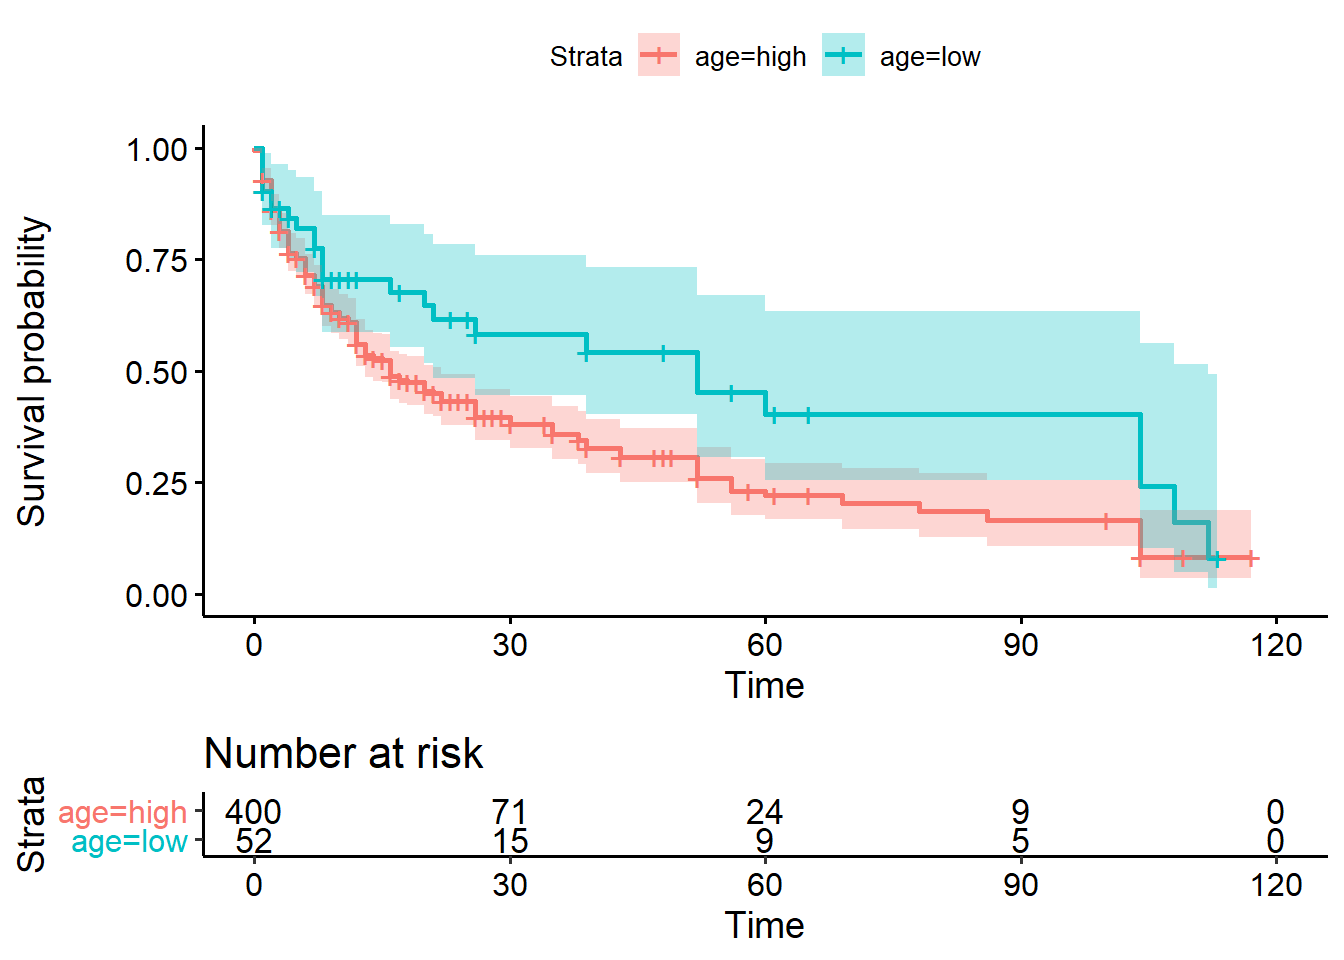 Strata age=high age=low
Survival probability
1.00
0.75
0.50
0.25
0.00
0 30 60 90 120
Time
Number at risk
Strata
age=high 400 71 24 9 0
age=low 52 15 9 5 0
0 30 60 90 120
Time